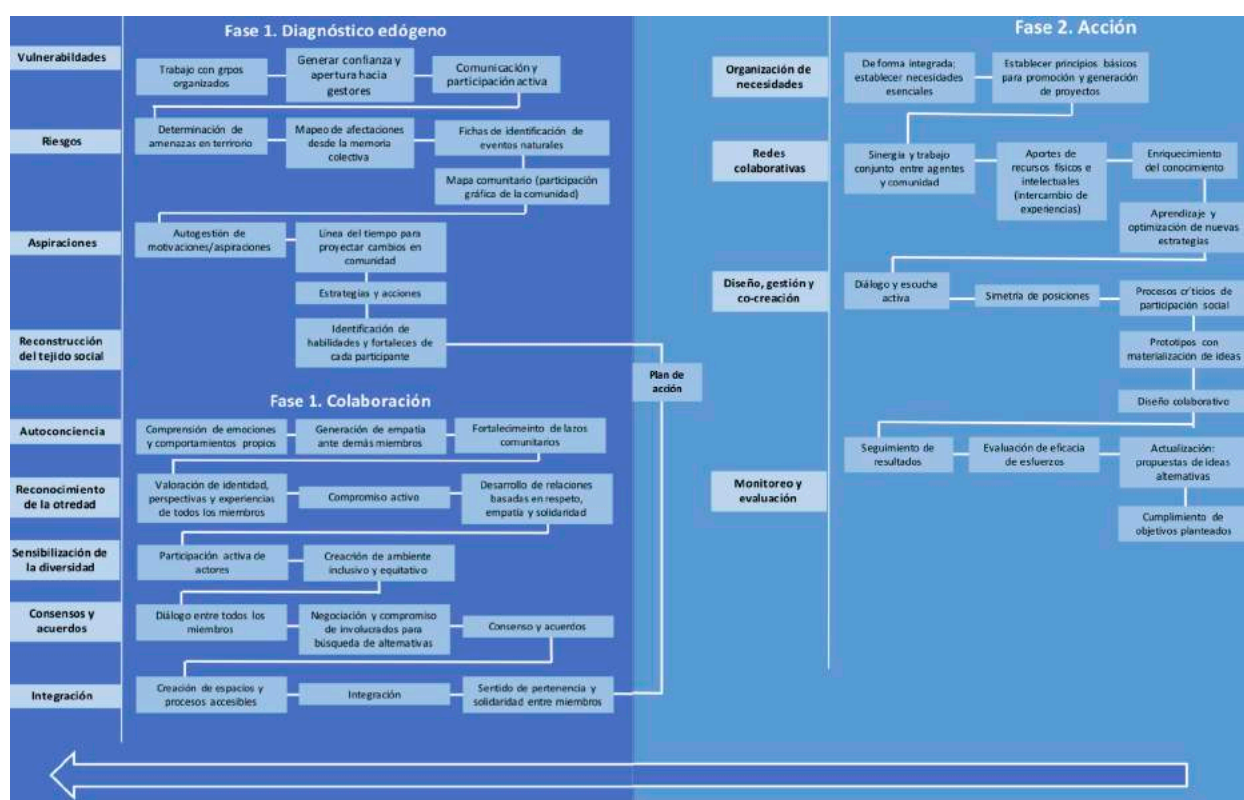 Fase 1. Diagnóstico edógeno
Vulnerabilidades
Trabajo con grpos
organizados
Generar confianza y
apertura hacia
gestores
Comunicación y
participación activa
Riesgos
Determinación de
amenazas en terrirorio
Mapeo de afectaciones
desde la memoria
colectiva
Fichas de identificación de
eventos naturales
Mapa comunitario (participación
gráfica de la comunidad)
Aspiraciones
Autogestión de
motivaciones/aspiraciones
Línea del tiempo para
proyectar cambios en
comunidad
Estrategias y acciones
Reconstrucción
del tejido social
Identificación de
habilidades y fortaleces de
cada participante
Plan de
acción
Fase 1. Colaboración
Autoconciencia
Comprensión de emociones
y comportamientos propios
Generación de empatía
ante demás miembros
Fortalecimeinto de lazos
comunitarios
Reconocimiento
de la otredad
Valoración de identidad,
perspectivas y experiencias
de todos los miembros
Compromiso activo
Desarrollo de relaciones
basadas en respeto,
empatía y solidaridad
Sensibilización de
la diversidad
Participación activa de
actores
Creacción de ambiente
inclusivo y equitativo
Consensos y
acuerdos
Diálogo entre todos los
miembros
Negociación y compromiso
de involucrados para
búsqueda de alternativas
Consenso y acuerdos
Integración
Creación de espacios y
procesos accesibles
Integración
Sentido de pertenencia y
solidaridad entre miembros
Fase 2. Acción
Organización de
necesidades
De forma integrada;
establecer necesidades
esenciales
Establecer principios básicos
para promoción y generación
de proyectos
Redes
colaborativas
Sinergia y trabajo
conjunto entre agentes
y comunidad
Aportes de
recursos físicos e
intelectuales
(intercambio de
experiencias)
Enriquecimiento
del conocimiento
Aprendizaje y
optimización de nuevas
estrategias
Diseño, gestión y
co-creación
Diálogo y escucha
activa
Simetría de posiciones
Procesos críticios de
participación social
Prototipos con
materialización de ideas
Diseño colaborativo
Monitoreo y
evaluación
Seguimiento de
resultados
Evaluación de eficacia
de esfuerzos
Actualización:
propuestas de ideas
alternativas
Cumplimiento de
objetivos planteados